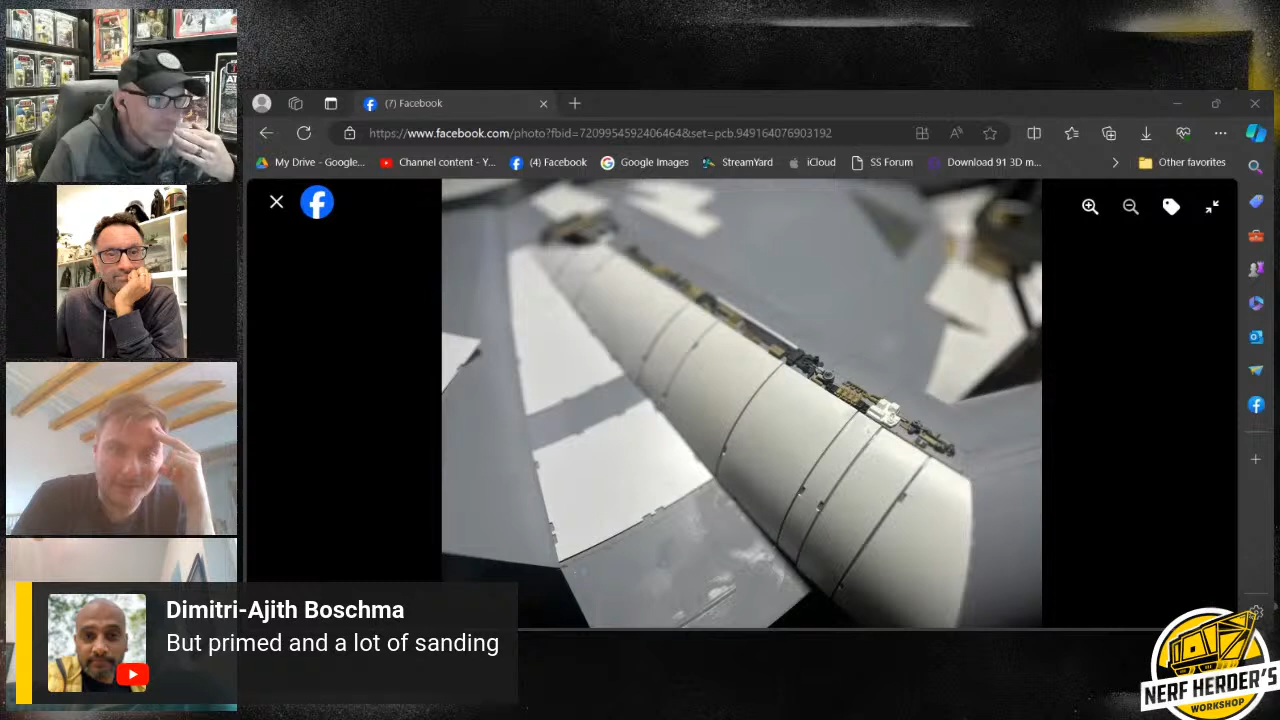 (7) Facebook
https://www.facebook.com/photo?fbid=7209954592406464&set=pcb.949164076903192
My Drive - Google...
Channel content - Y...
(4) Facebook
Google Images
StreamYard
iCloud
SS Forum
Download 91 3D m...
Other favorites
Dimitri-Ajith Boschma
But primed and a lot of sanding
NERF HERDER'S
WORKSHOP